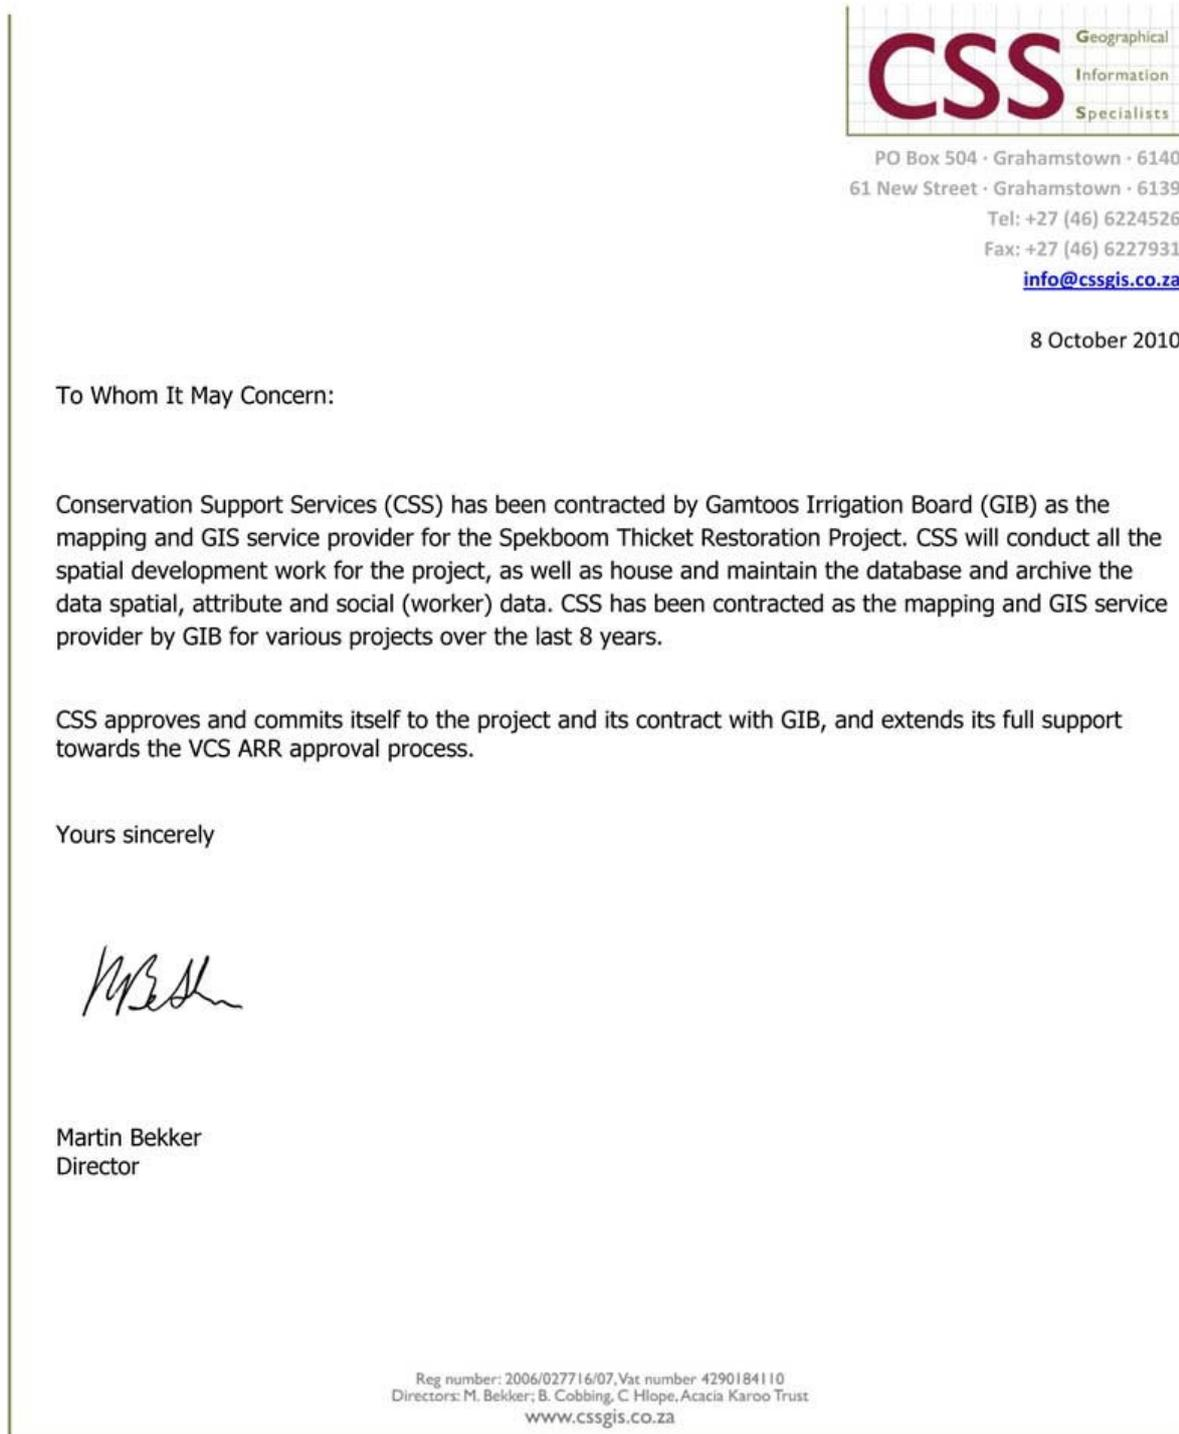 CSS
Geographical
Information
Specialists
PO Box 504 · Grahamstown · 6140
61 New Street · Grahamstown · 6139
Tel: +27 (46) 6224526
Fax: +27 (46) 6227931
info@cssgis.co.za
8 October 2010
To Whom It May Concern:
Conservation Support Services (CSS) has been contracted by Gamtoos Irrigation Board (GIB) as the
mapping and GIS service provider for the Spekboom Thicket Restoration Project. CSS will conduct all the
spatial development work for the project, as well as house and maintain the database and archive the
data spatial, attribute and social (worker) data. CSS has been contracted as the mapping and GIS service
provider by GIB for various projects over the last 8 years.
CSS approves and commits itself to the project and its contract with GIB, and extends its full support
towards the VCS ARR approval process.
Yours sincerely
Martin Bekker
Director
Reg number: 2006/027716/07, Vat number 4290184110
Directors: M. Bekker; B. Cobbing, C Hlope, Acacia Karoo Trust
www.cssgis.co.za